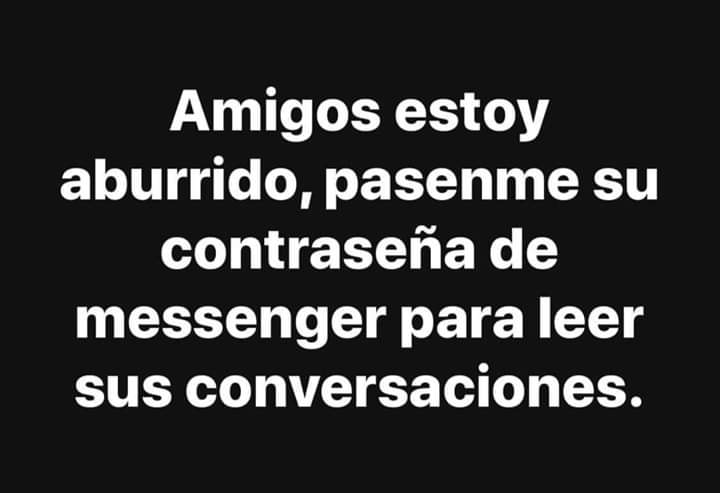 Amigos estoy
aburrido, pasenme su
contraseña de
messenger para leer
sus conversaciones.